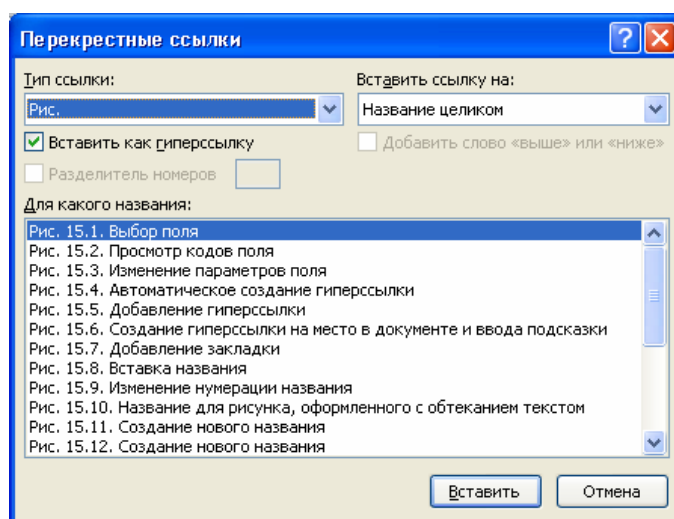 Перекрестные ссылки
Тип ссылки: Вставить ссылку на:
Рис. Название целиком
Вставить как гиперссылку Добавить слово «выше» или «ниже»
Разделитель номеров
Для какого названия:
Рис. 15.1. Выбор поля
Рис. 15.2. Просмотр кодов поля
Рис. 15.3. Изменение параметров поля
Рис. 15.4. Автоматическое создание гиперссылки
Рис. 15.5. Добавление гиперссылки
Рис. 15.6. Создание гиперссылки на место в документе и ввода подсказки
Рис. 15.7. Добавление закладки
Рис. 15.8. Вставка названия
Рис. 15.9. Изменение нумерации названия
Рис. 15.10. Название для рисунка, оформленного с обтеканием текстом
Рис. 15.11. Создание нового названия
Рис. 15.12. Создание нового названия
Вставить Отмена